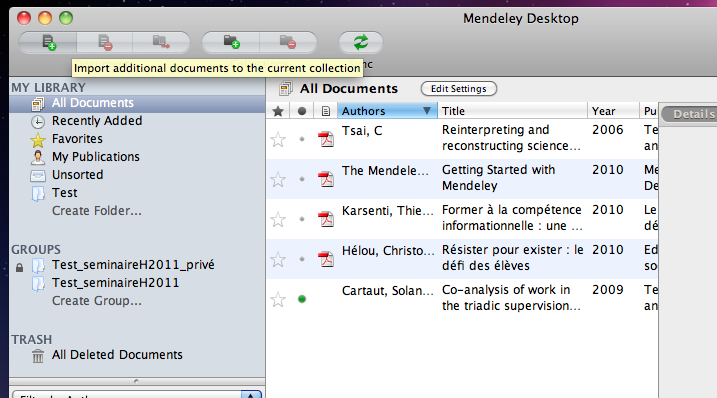 Mendeley Desktop
Import additional documents to the current collection
nc
MY LIBRARY
All Documents
Recently Added
Favorites
My Publications
Unsorted
Test
Create Folder...
GROUPS
Test_seminaireH2011_privé
Test_seminaireH2011
Create Group...
TRASH
All Deleted Documents
All Documents
Edit Settings
Authors Title Year Pu
Tsai, C Reinterpreting and 2006 Te
reconstructing science... an
The Mendele... Getting Started with 2010 Me
Mendeley De
Karsenti, Thie... Former à la compétence 2010 Le
informationnelle : une ... dé
Hélou, Christo... Résister pour exister : le 2010 Ed
défi des élèves so
Cartaut, Solan... Co-analysis of work in 2009 Te
the triadic supervision... an
Details